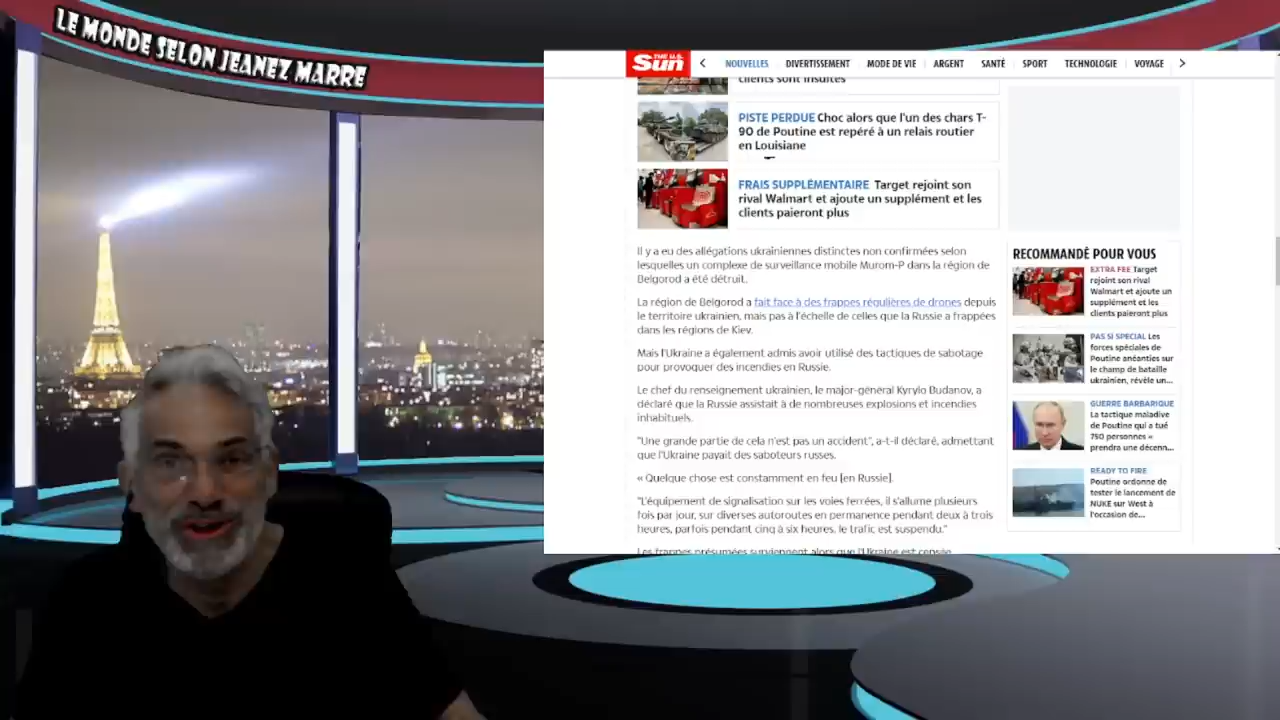 LE MONDE SELON JEANEZ MARRE
THE U.S. Sun
NOUVELLES DIVERTISSEMENT MODE DE VIE ARGENT SANTÉ SPORT TECHNOLOGIE VOYAGE
clients sont insultés
PISTE PERDUE Choc alors que l'un des chars T-
90 de Poutine est repéré à un relais routier
en Louisiane
FRAIS SUPPLÉMENTAIRE Target rejoint son
rival Walmart et ajoute un supplément et les
clients paieront plus
Il y a eu des allégations ukrainiennes distinctes non confirmées selon
lesquelles un complexe de surveillance mobile Murom-P dans la région de
Belgorod a été détruit.
La région de Belgorod a fait face à des frappes régulières de drones depuis
le territoire ukrainien, mais pas à l'échelle de celles que la Russie a frappées
dans les régions de Kiev.
Mais l'Ukraine a également admis avoir utilisé des tactiques de sabotage
pour provoquer des incendies en Russie.
Le chef du renseignement ukrainien, le major-général Kyrylo Budanov, a
déclaré que la Russie assistait à de nombreuses explosions et incendies
inhabituels.
"Une grande partie de cela n'est pas un accident", a-t-il déclaré, admettant
que l'Ukraine payait des saboteurs russes.
« Quelque chose est constamment en feu [en Russie].
"L'équipement de signalisation sur les voies ferrées, il s'allume plusieurs
fois par jour, sur diverses autoroutes en permanence pendant deux à trois
heures, parfois pendant cinq à six heures, le trafic est suspendu."
Les frappes présumées surviennent alors que l'Ukraine est censée
RECOMMANDÉ POUR VOUS
EXTRA FEE Target
rejoint son rival
Walmart et ajoute un
supplément et les
clients paieront plus
PAS SI SPECIAL Les
forces spéciales de
Poutine anéanties sur
le champ de bataille
ukrainien, révèle un...
GUERRE BARBARIQUE
La tactique maladive
de Poutine qui a tué
750 personnes «
prendra une décenn...
READY TO FIRE
Poutine ordonne de
tester le lancement de
NUKE sur West à
l'occasion de...